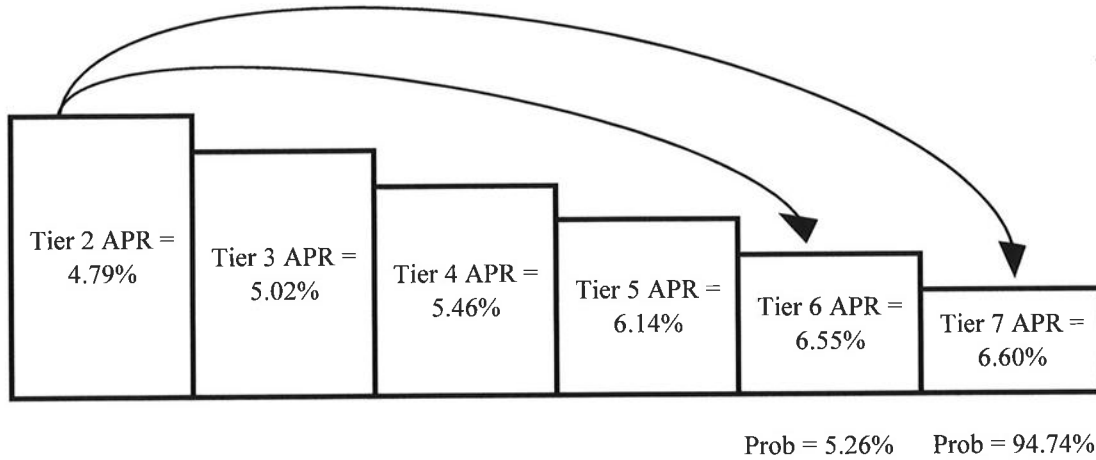 Tier 2 APR =
4.79%
Tier 3 APR =
5.02%
Tier 4 APR =
5.46%
Tier 5 APR =
6.14%
Tier 6 APR =
6.55%
Tier 7 APR =
6.60%
Prob = 5.26%
Prob = 94.74%